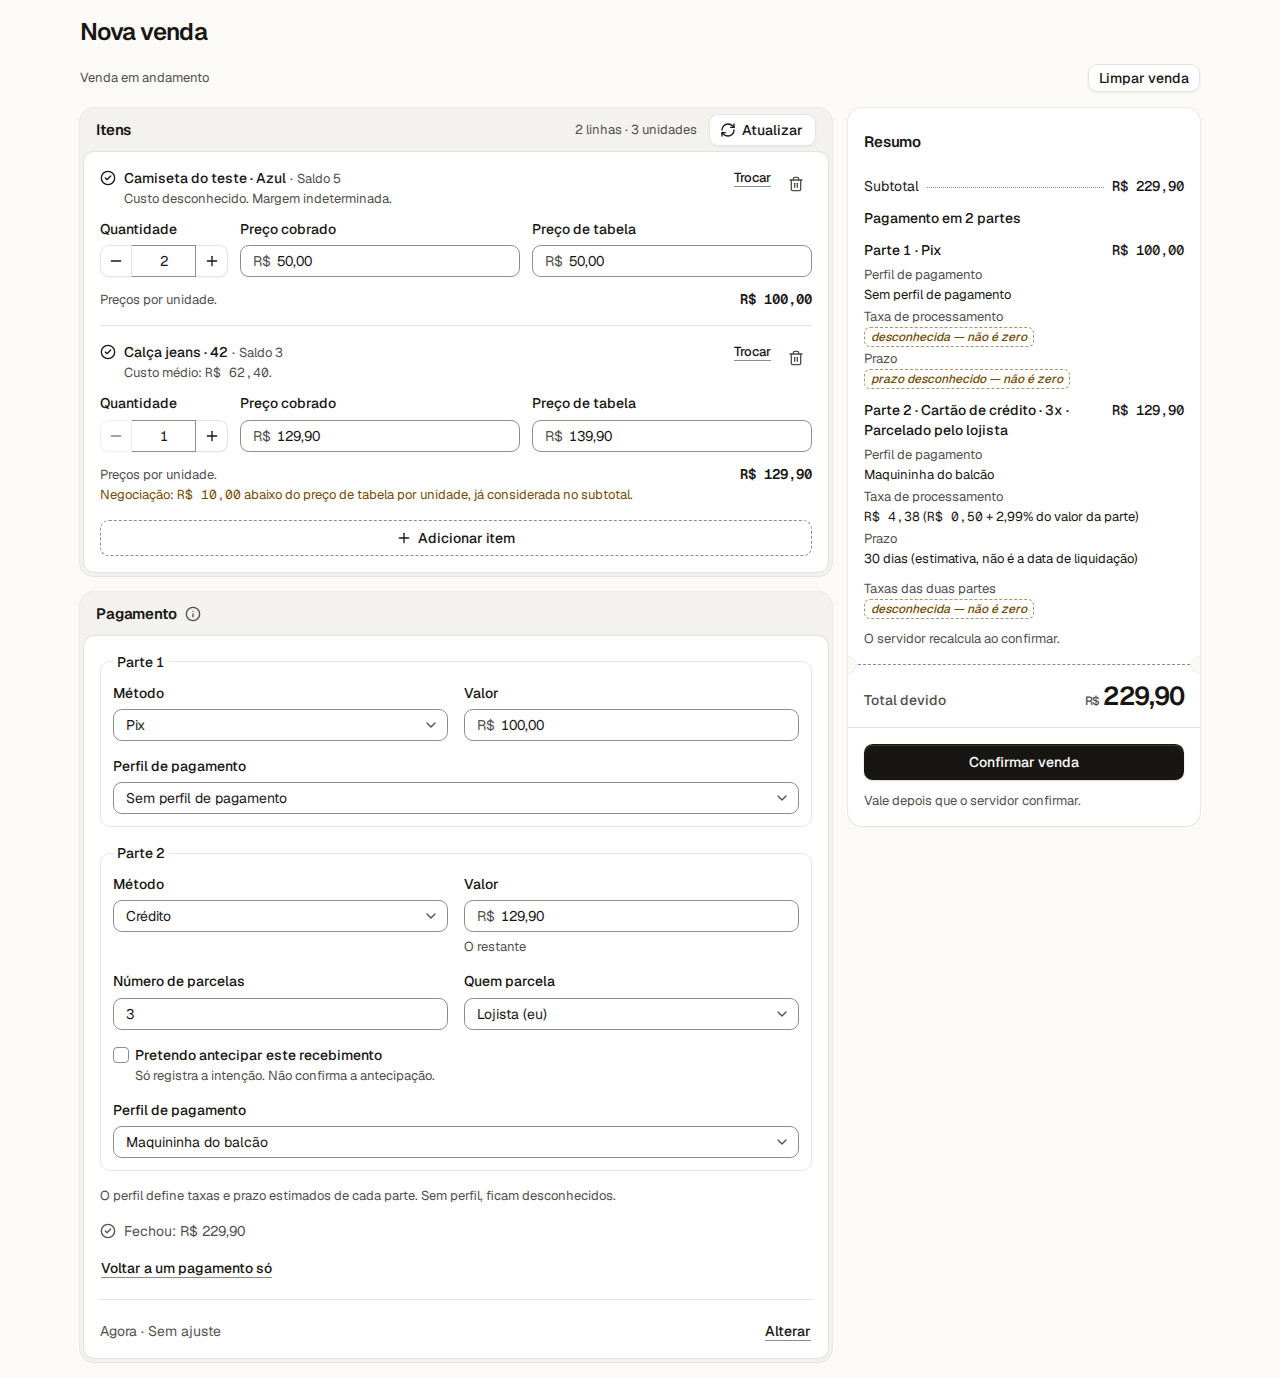 Nova venda
Venda em andamento
Limpar venda
Itens
2 linhas · 3 unidades
Atualizar
Camiseta do teste · Azul · Saldo 5
Trocar
Custo desconhecido. Margem indeterminada.
Quantidade
Preço cobrado
Preço de tabela
2
R$ 50,00
R$ 50,00
Preços por unidade.
R$ 100,00
Calça jeans · 42 · Saldo 3
Trocar
Custo médio: R$ 62,40.
Quantidade
Preço cobrado
Preço de tabela
1
R$ 129,90
R$ 139,90
Preços por unidade.
R$ 129,90
Negociação: R$ 10,00 abaixo do preço de tabela por unidade, já considerada no subtotal.
Adicionar item
Pagamento
Parte 1
Método
Valor
Pix
R$ 100,00
Perfil de pagamento
Sem perfil de pagamento
Parte 2
Método
Valor
Crédito
R$ 129,90
O restante
Número de parcelas
Quem parcela
3
Lojista (eu)
Pretendo antecipar este recebimento
Só registra a intenção. Não confirma a antecipação.
Perfil de pagamento
Maquininha do balcão
O perfil define taxas e prazo estimados de cada parte. Sem perfil, ficam desconhecidos.
Fechou: R$ 229,90
Voltar a um pagamento só
Agora · Sem ajuste
Alterar
Resumo
Subtotal
R$ 229,90
Pagamento em 2 partes
Parte 1 · Pix
R$ 100,00
Perfil de pagamento
Sem perfil de pagamento
Taxa de processamento
desconhecida — não é zero
Prazo
prazo desconhecido — não é zero
Parte 2 · Cartão de crédito · 3x ·
R$ 129,90
Parcelado pelo lojista
Perfil de pagamento
Maquininha do balcão
Taxa de processamento
R$ 4,38 (R$ 0,50 + 2,99% do valor da parte)
Prazo
30 dias (estimativa, não é a data de liquidação)
Taxas das duas partes
desconhecida — não é zero
O servidor recalcula ao confirmar.
Total devido
R$ 229,90
Confirmar venda
Vale depois que o servidor confirmar.